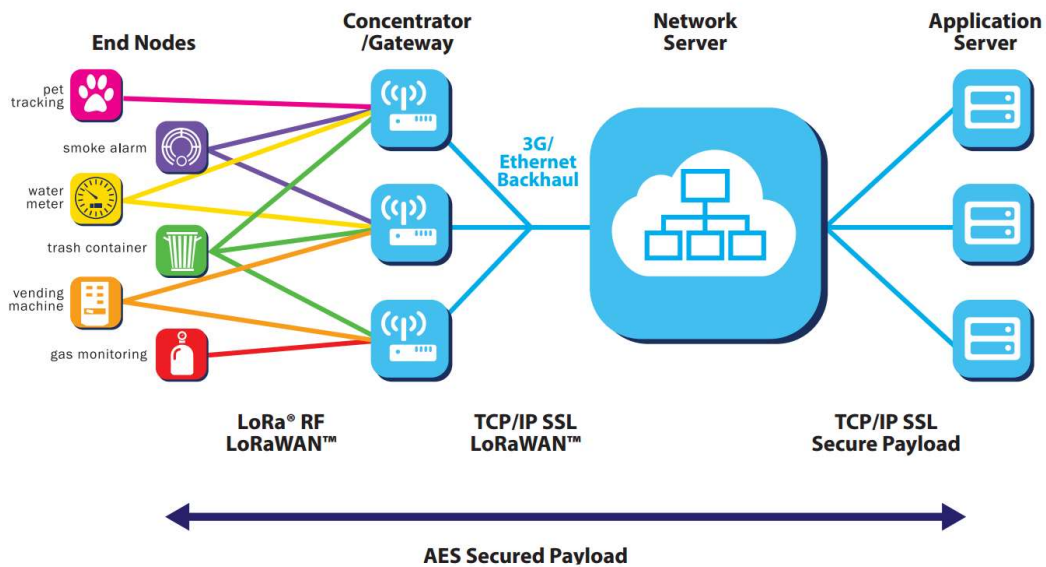 End Nodes
Concentrator
/Gateway
Network
Server
Application
Server
pet
tracking
smoke alarm
water
meter
trash container
vending
machine
gas monitoring
3G/
Ethernet
Backhaul
LoRa® RF
LoRaWAN™
TCP/IP SSL
LoRaWAN™
TCP/IP SSL
Secure Payload
AES Secured Payload